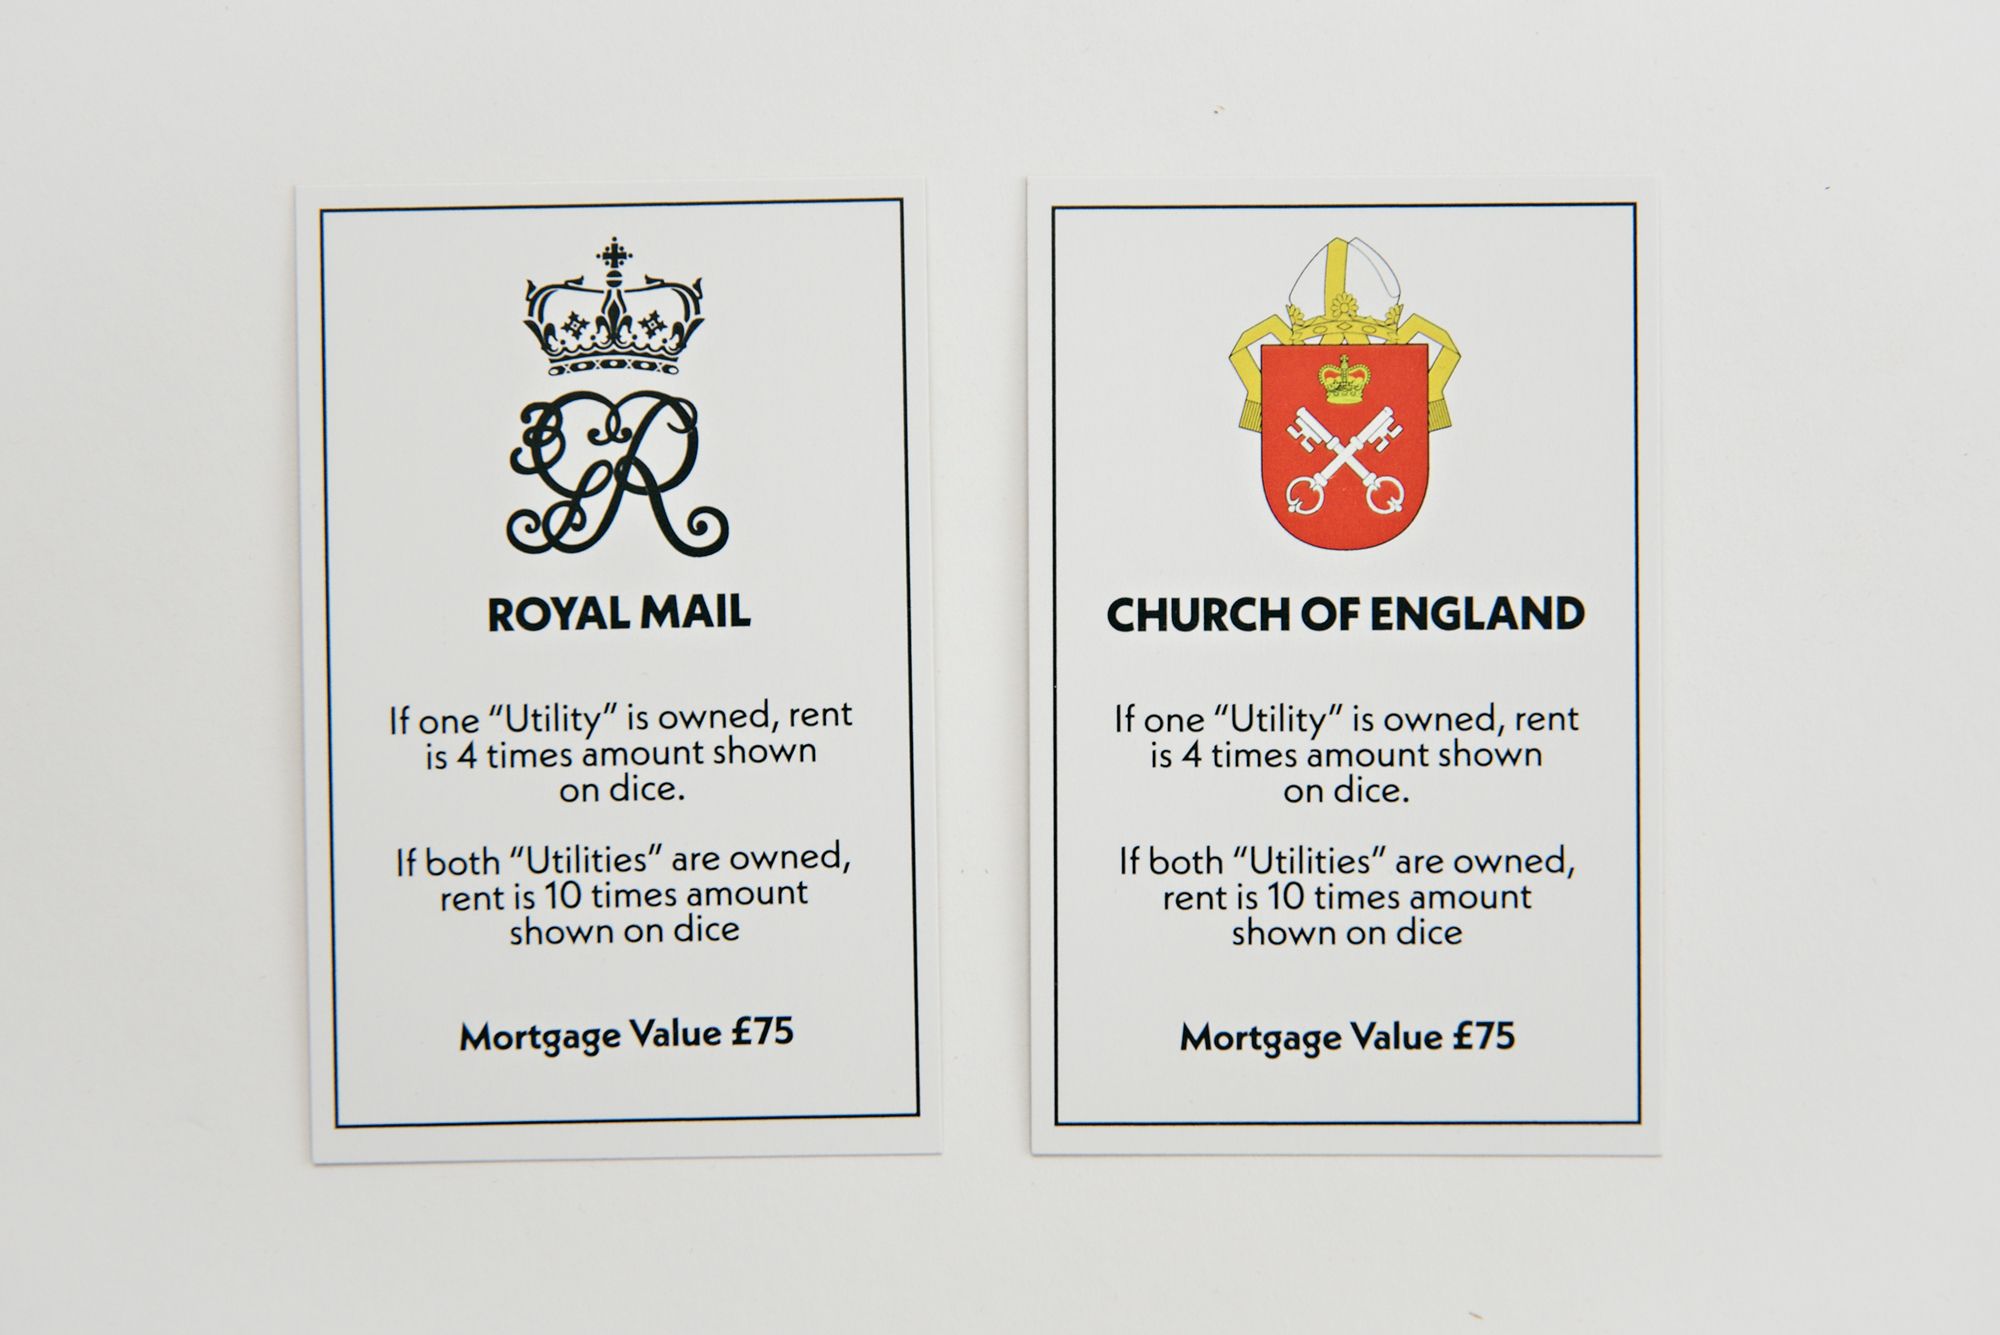 ROYAL MAIL
If one “Utility” is owned, rent
is 4 times amount shown
on dice.
If both “Utilities” are owned,
rent is 10 times amount
shown on dice
Mortgage Value £75
CHURCH OF ENGLAND
If one “Utility” is owned, rent
is 4 times amount shown
on dice.
If both “Utilities” are owned,
rent is 10 times amount
shown on dice
Mortgage Value £75